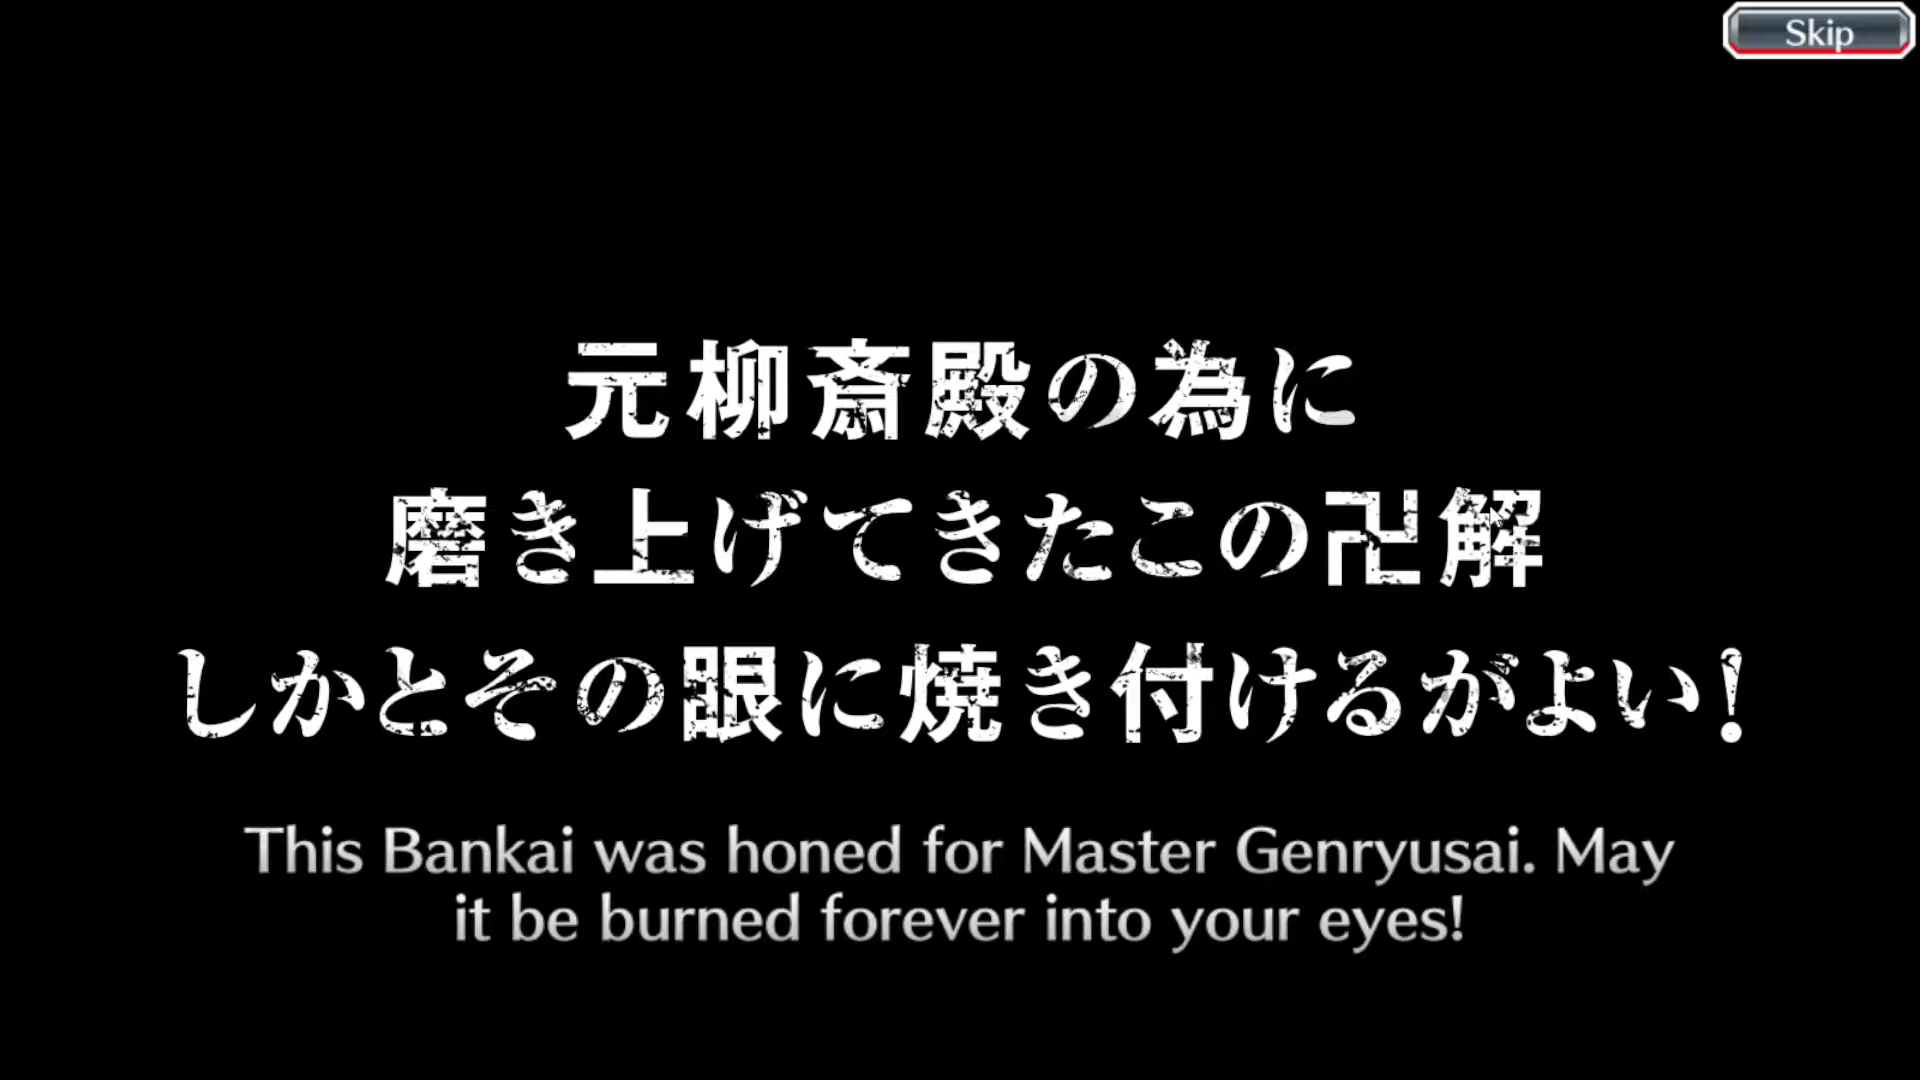 Skip
元柳斎殿の為に
磨き上げてきたこの卍解
しかとその眼に焼き付けるがよい!
This Bankai was honed for Master Genryusai. May
it be burned forever into your eyes!